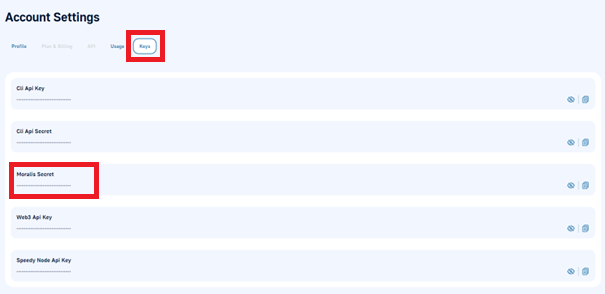 Account Settings
Profile Plan & Billing API Usage Keys
Cli Api Key
Cli Api Secret
Moralis Secret
Web3 Api Key
Speedy Node Api Key